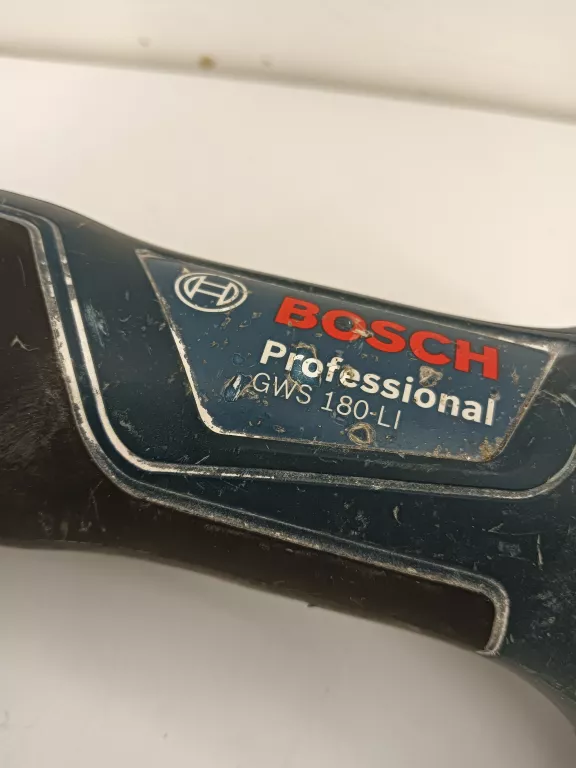 BOSCH
Professional
GWS 180-LI